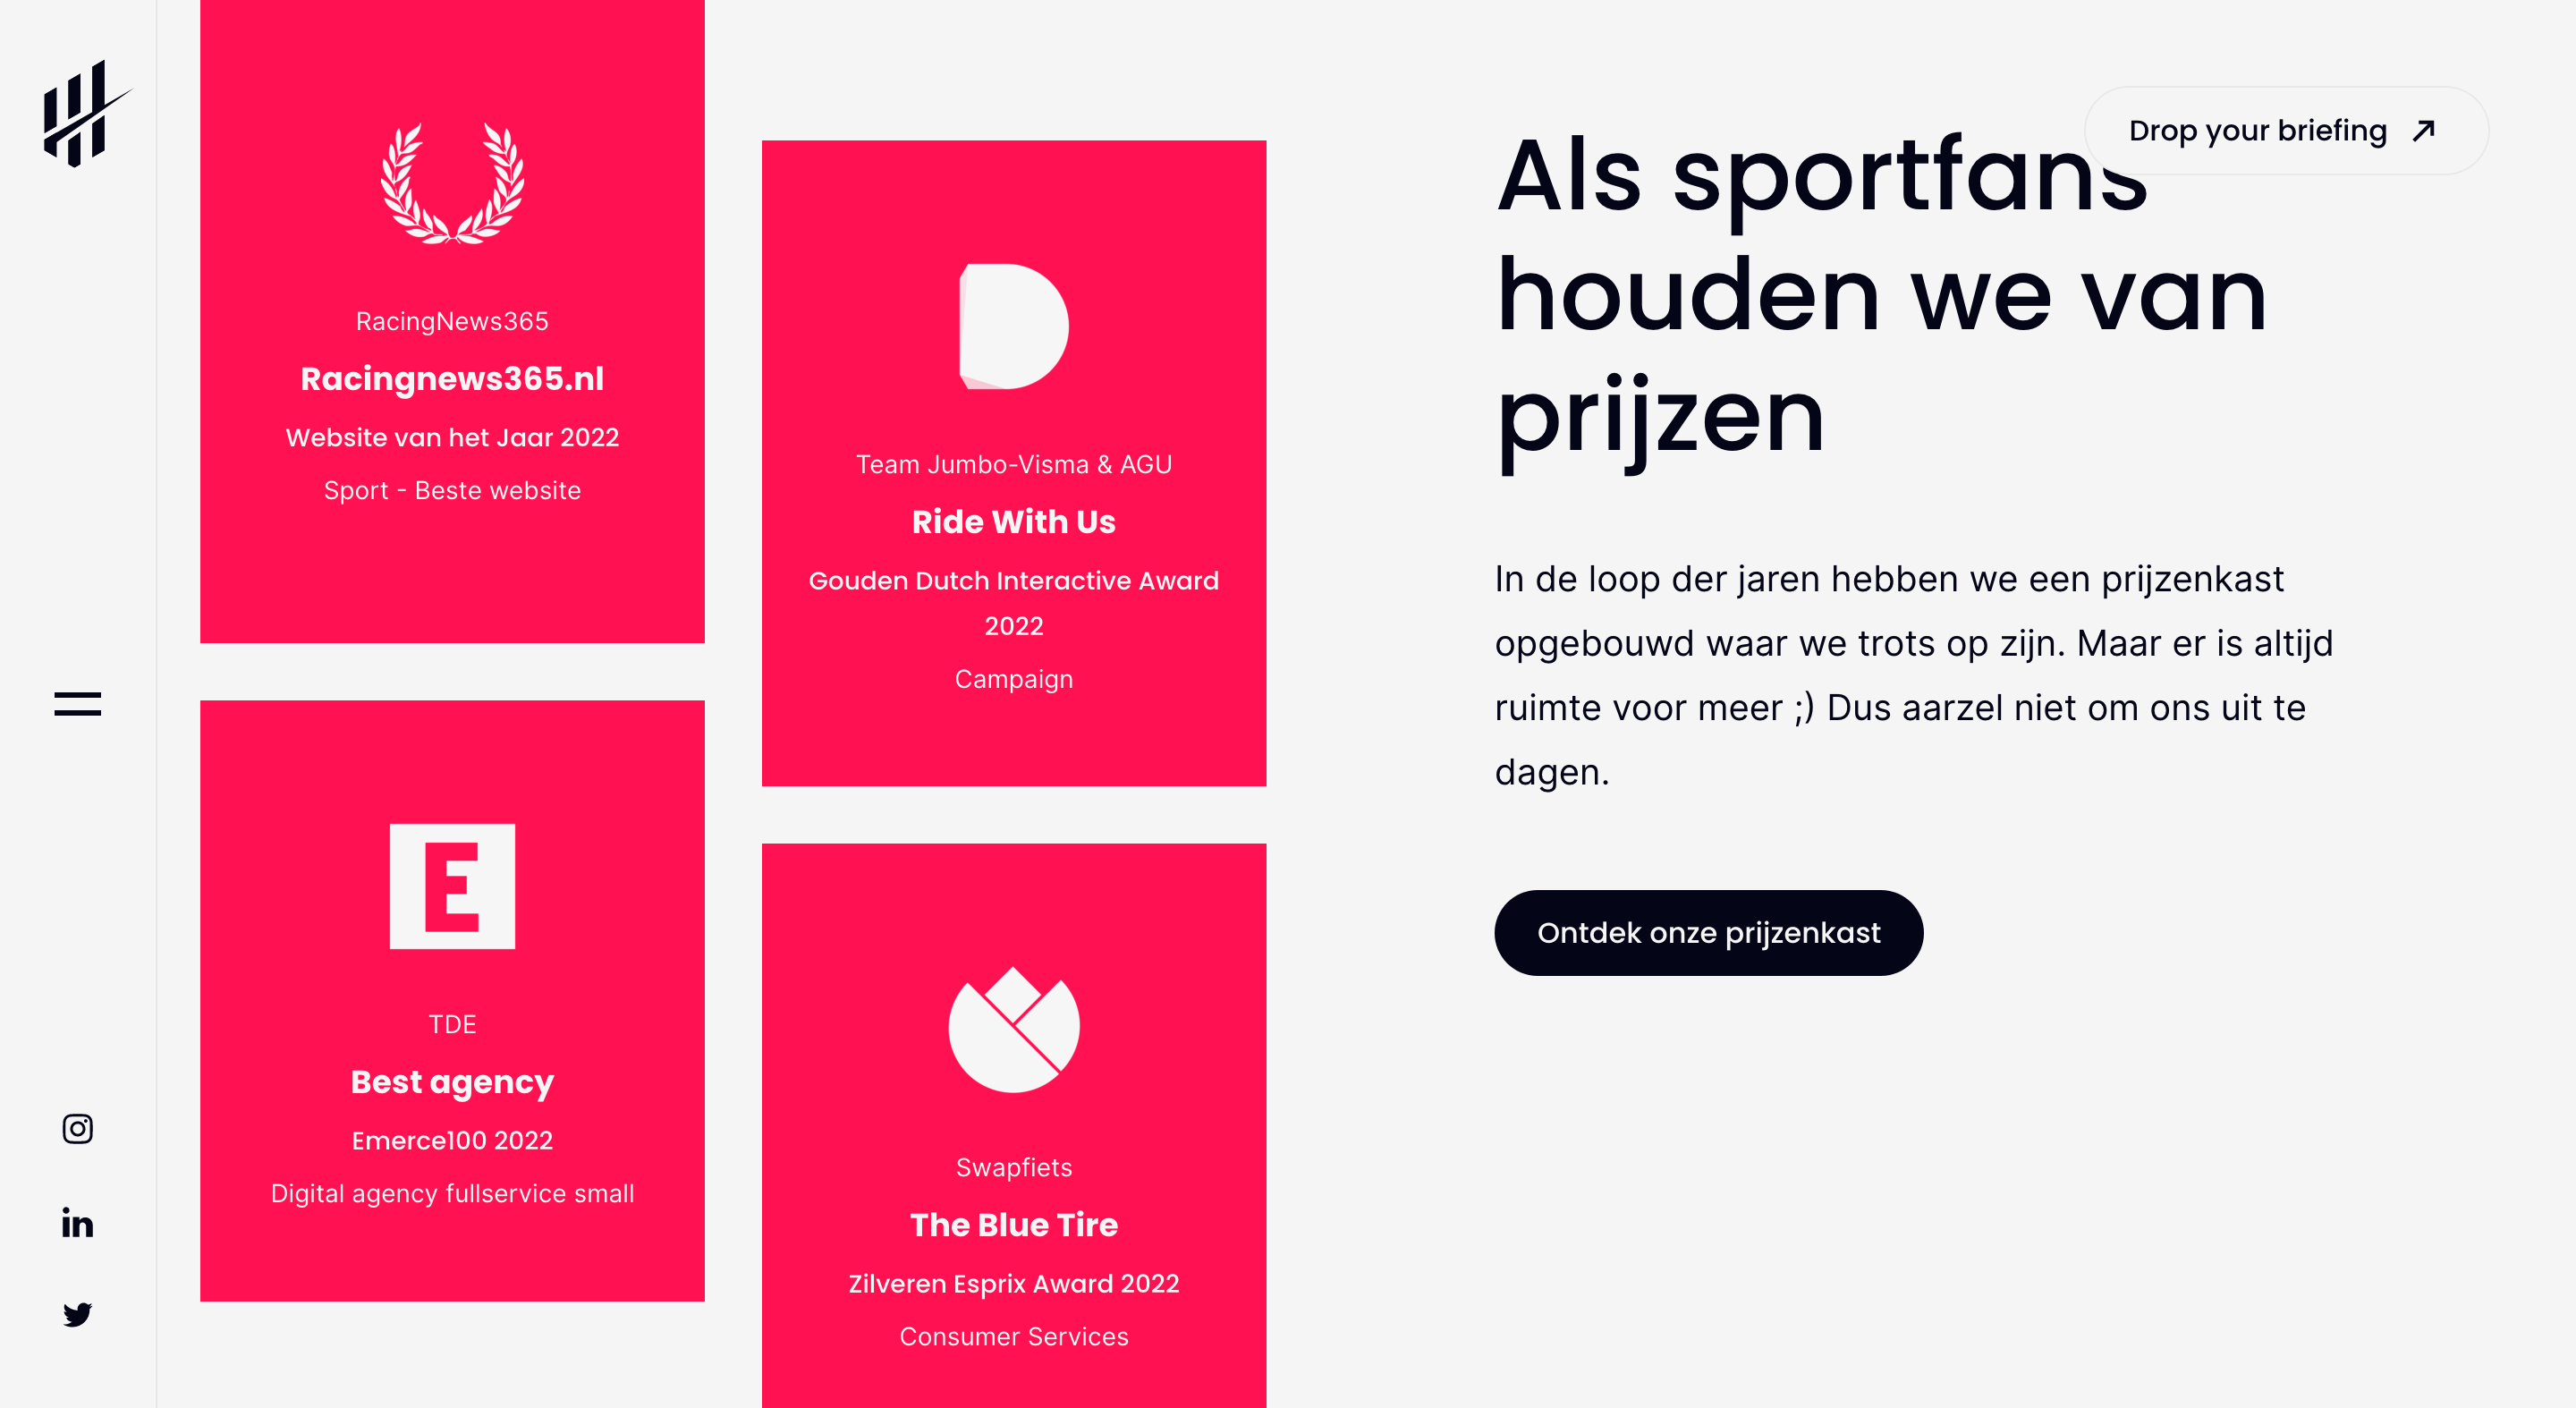 RacingNews365
Racingnews365.nl
Website van het Jaar 2022
Sport - Beste website
E
TDE
Best agency
Emerce100 2022
Digital agency fullservice small
Team Jumbo-Visma & AGU
Ride With Us
Gouden Dutch Interactive Award
2022
Campaign
Swapfiets
The Blue Tire
Zilveren Esprix Award 2022
Consumer Services
Drop your briefing
Als sportfans
houden we van
prijzen
In de loop der jaren hebben we een prijzenkast
opgebouwd waar we trots op zijn. Maar er is altijd
ruimte voor meer ;) Dus aarzel niet om ons uit te
dagen.
Ontdek onze prijzenkast
in